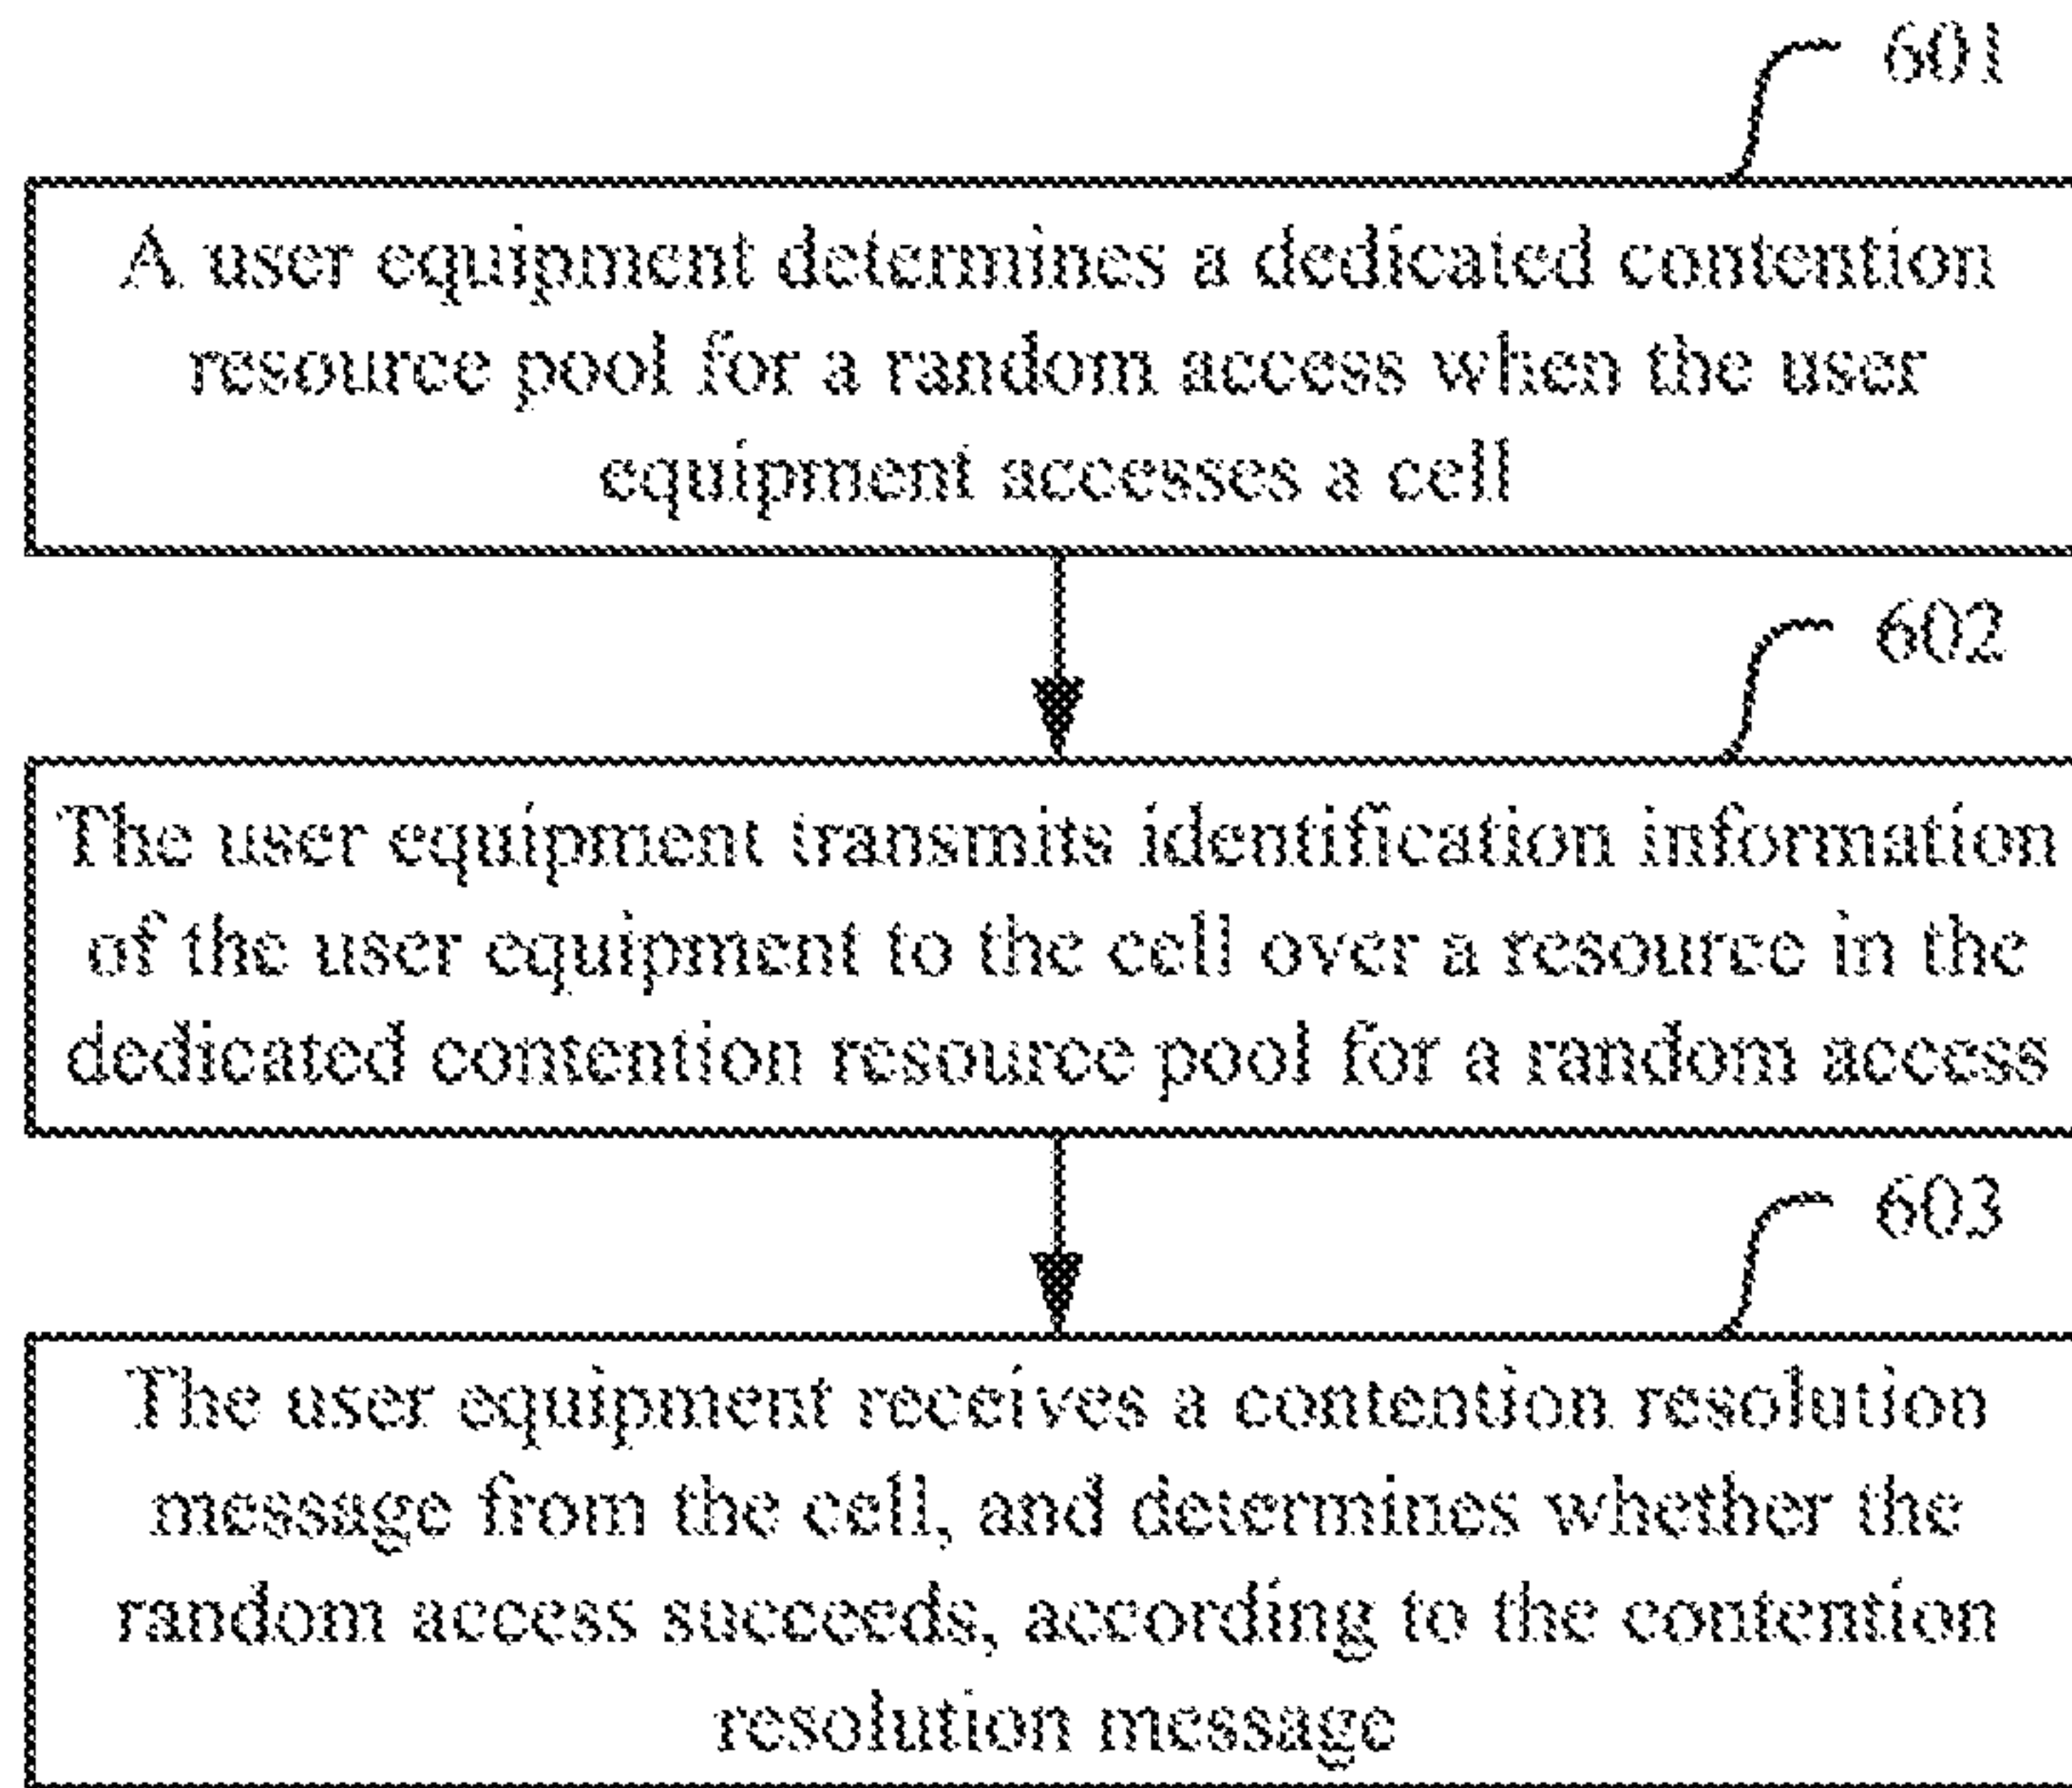 601
A user equipment determines a dedicated contention
resource pool for a random access when the user
equipment accesses a cell
602
The user equipment transmits identification information
of the user equipment to the cell over a resource in the
dedicated contention resource pool for a random access
603
The user equipment receives a contention resolution
message from the cell, and determines whether the
random access succeeds, according to the contention
resolution message